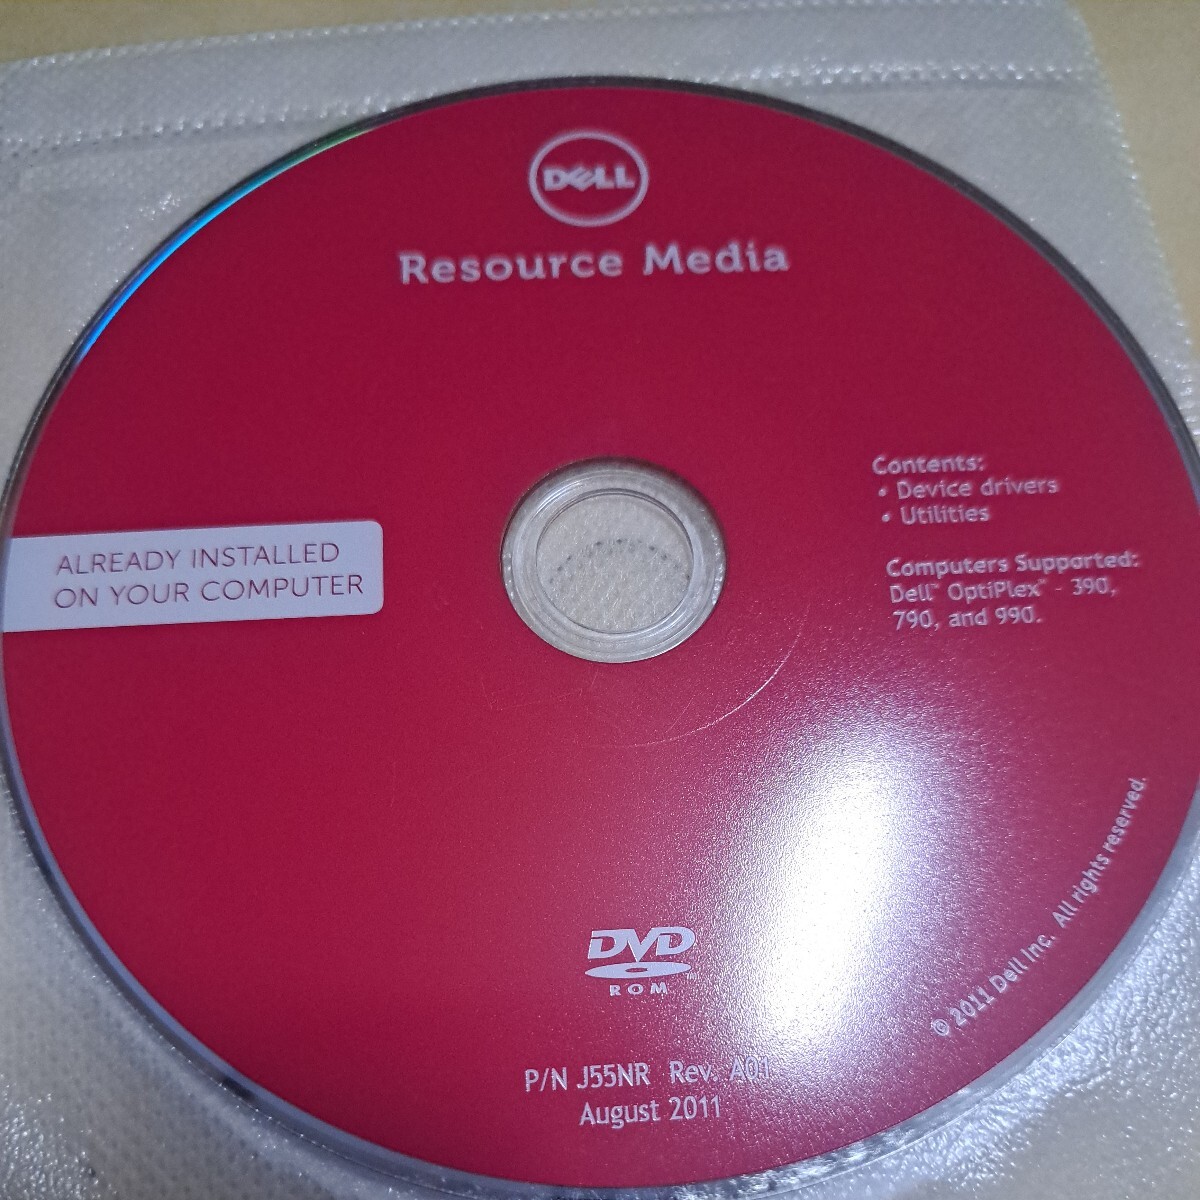 DELL
Resource Media
ALREADY INSTALLED
ON YOUR COMPUTER
Contents:
• Device drivers
• Utilities
Computers Supported:
Dell™ OptiPlex™ - 390,
790, and 990.
DVD
ROM
P/N J55NR Rev. A01
August 2011
© 2011 Dell Inc. All rights reserved.